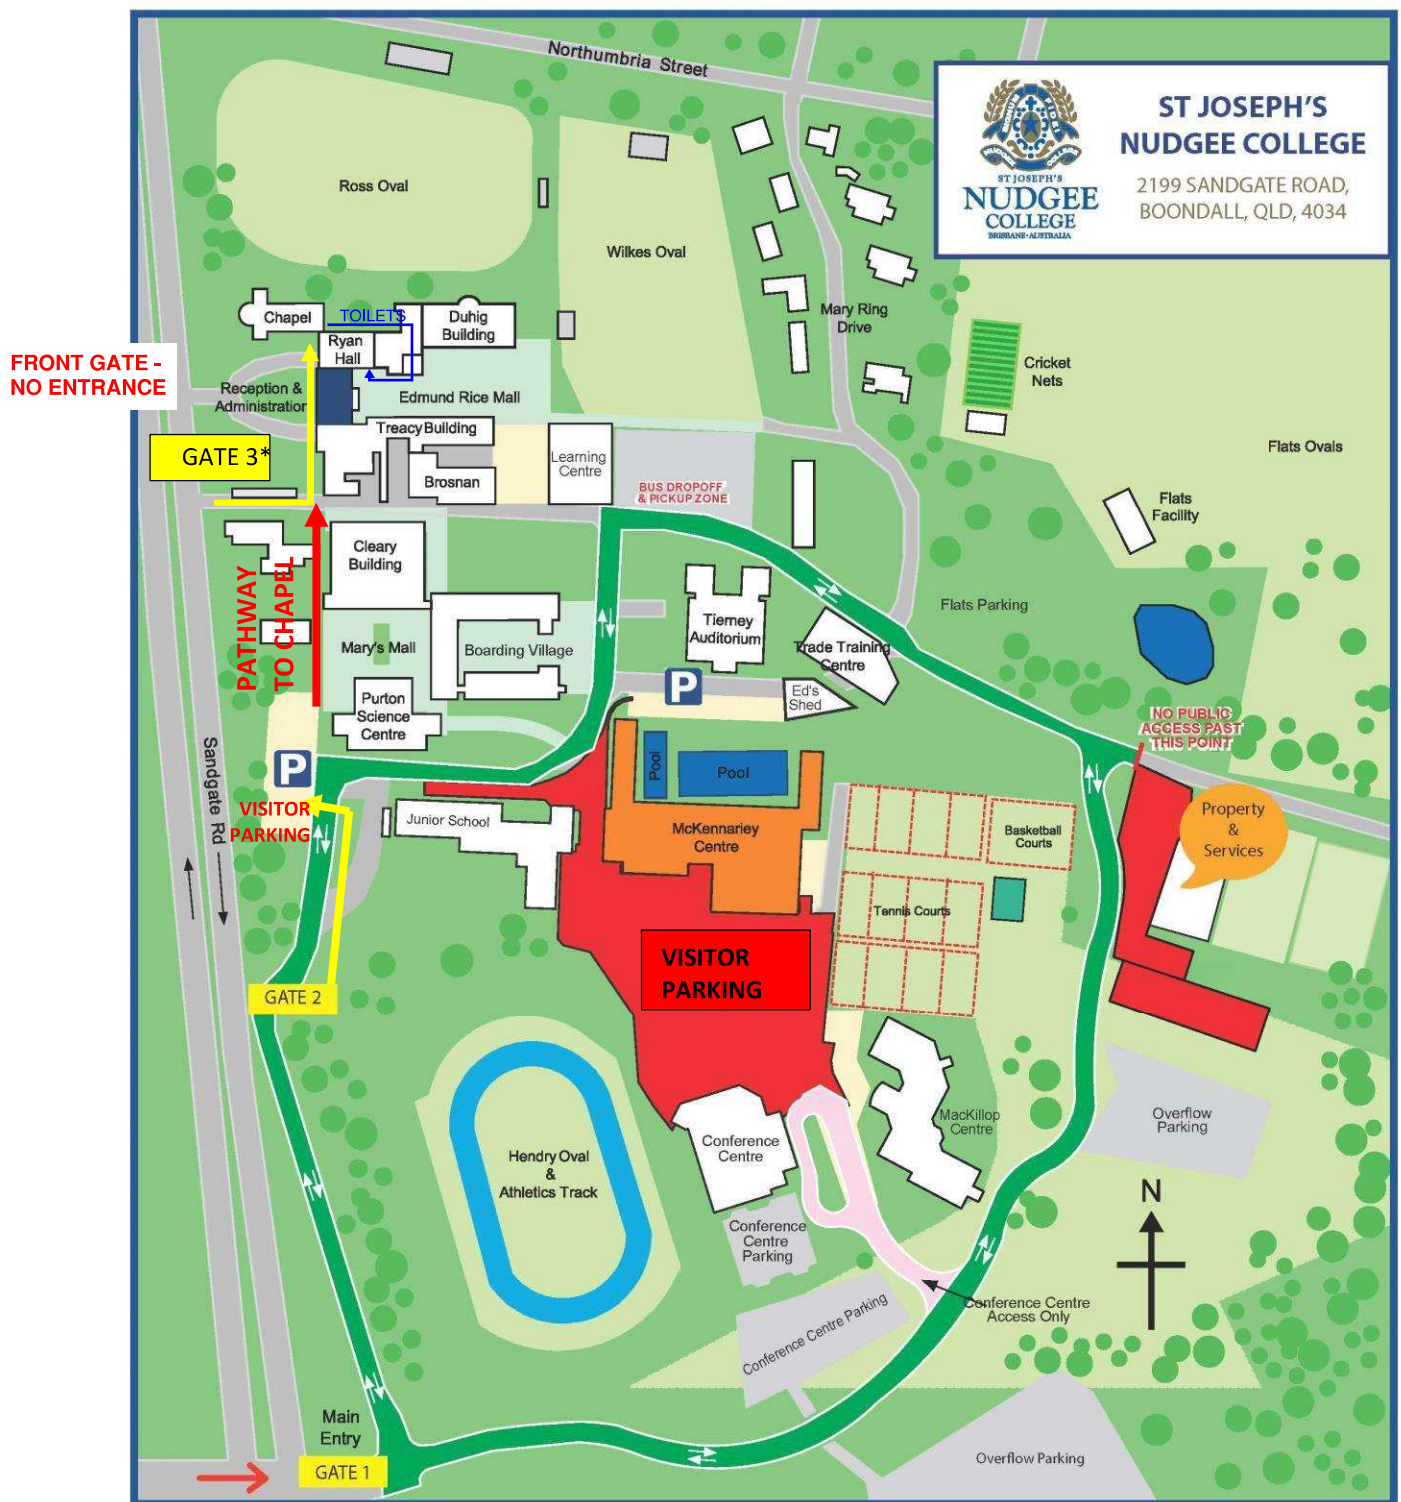 Northumbria Street
ST JOSEPH'S
NUDGEE COLLEGE
2199 SANDGATE ROAD,
BOONDALL, QLD, 4034
ST JOSEPH'S
NUDGEE
COLLEGE
BRISBANE • AUSTRALIA
Ross Oval
Wilkes Oval
Mary Ring
Drive
Chapel
TOILETS
Duhig
Building
Ryan
Hall
FRONT GATE -
NO ENTRANCE
Reception &
Administration
Edmund Rice Mall
Cricket
Nets
Treacy Building
GATE 3*
Learning
Centre
Brosnan
BUS DROPOFF
& PICKUP ZONE
Flats Ovals
Flats
Facility
Cleary
Building
PATHWAY
TO CHAPEL
Tierney
Auditorium
Flats Parking
Mary's Mall
Boarding Village
Trade Training
Centre
P
Ed's
Shed
Purton
Science
Centre
NO PUBLIC
ACCESS PAST
THIS POINT
Sandgate Rd
P
Pool
Pool
VISITOR
PARKING
Junior School
McKennariey
Centre
Basketball
Courts
Property
&
Services
Tennis Courts
VISITOR
PARKING
GATE 2
Conference
Centre
MacKillop
Centre
Overflow
Parking
Hendry Oval
&
Athletics Track
N
Conference
Centre
Parking
Conference Centre Parking
Conference Centre
Access Only
Main
Entry
GATE 1
Overflow Parking